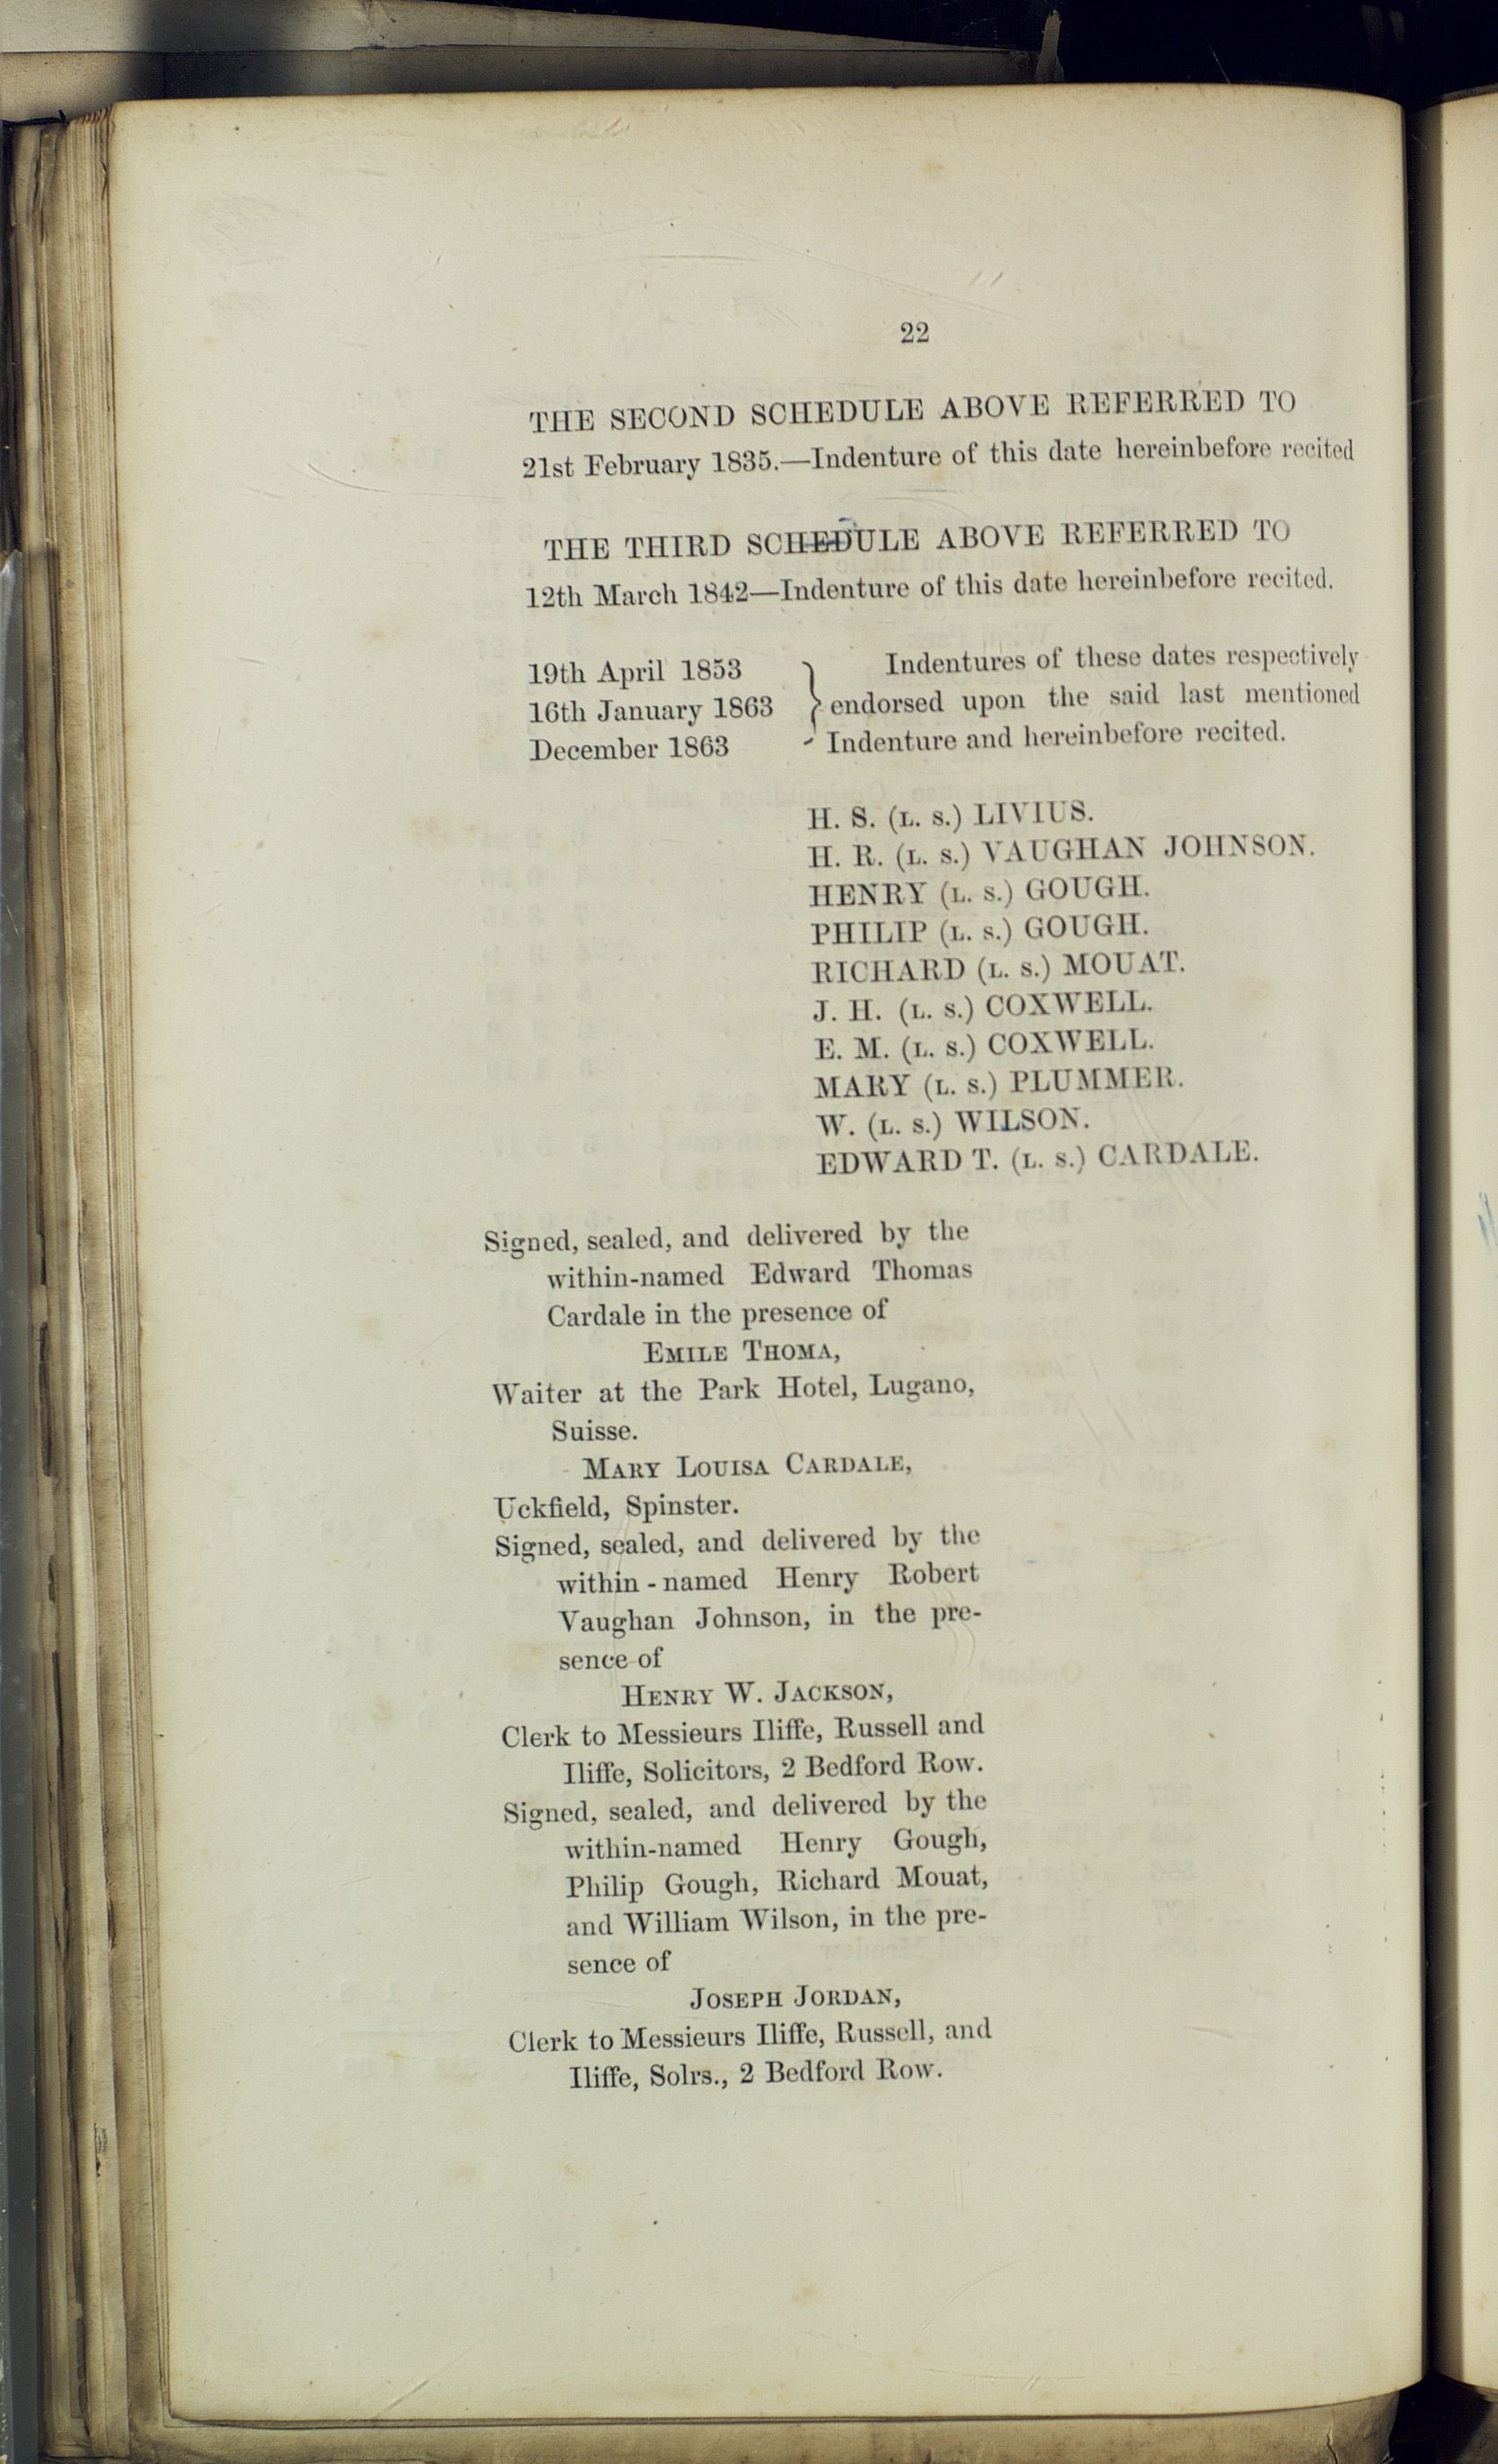 22
THE SECOND SCHEDULE ABOVE REFERRED TO
21st February 1835.—Indenture of this date hereinbefore recited
THE THIRD SCHEDULE ABOVE REFERRED TO
12th March 1842—Indenture of this date hereinbefore recited.
19th April 1853
16th January 1863
December 1863
Indentures of these dates respectively
endorsed upon the said last mentioned
Indenture and hereinbefore recited.
H. S. (L. S.) LIVIUS.
H. R. (L. S.) VAUGHAN JOHNSON.
HENRY (L. S.) GOUGH.
PHILIP (L. S.) GOUGH.
RICHARD (L. S.) MOUAT.
J. H. (L. S.) COXWELL.
E. M. (L. S.) COXWELL.
MARY (L. S.) PLUMMER.
W. (L. S.) WILSON.
EDWARD T. (L. S.) CARDALE.
Signed, sealed, and delivered by the
within-named Edward Thomas
Cardale in the presence of
EMILE THOMA,
Waiter at the Park Hotel, Lugano,
Suisse.
MARY LOUISA CARDALE,
Uckfield, Spinster.
Signed, sealed, and delivered by the
within-named Henry Robert
Vaughan Johnson, in the pre-
sence of
HENRY W. JACKSON,
Clerk to Messieurs Iliffe, Russell and
Iliffe, Solicitors, 2 Bedford Row.
Signed, sealed, and delivered by the
within-named Henry Gough,
Philip Gough, Richard Mouat,
and William Wilson, in the pre-
sence of
JOSEPH JORDAN,
Clerk to Messieurs Iliffe, Russell, and
Iliffe, Solrs., 2 Bedford Row.